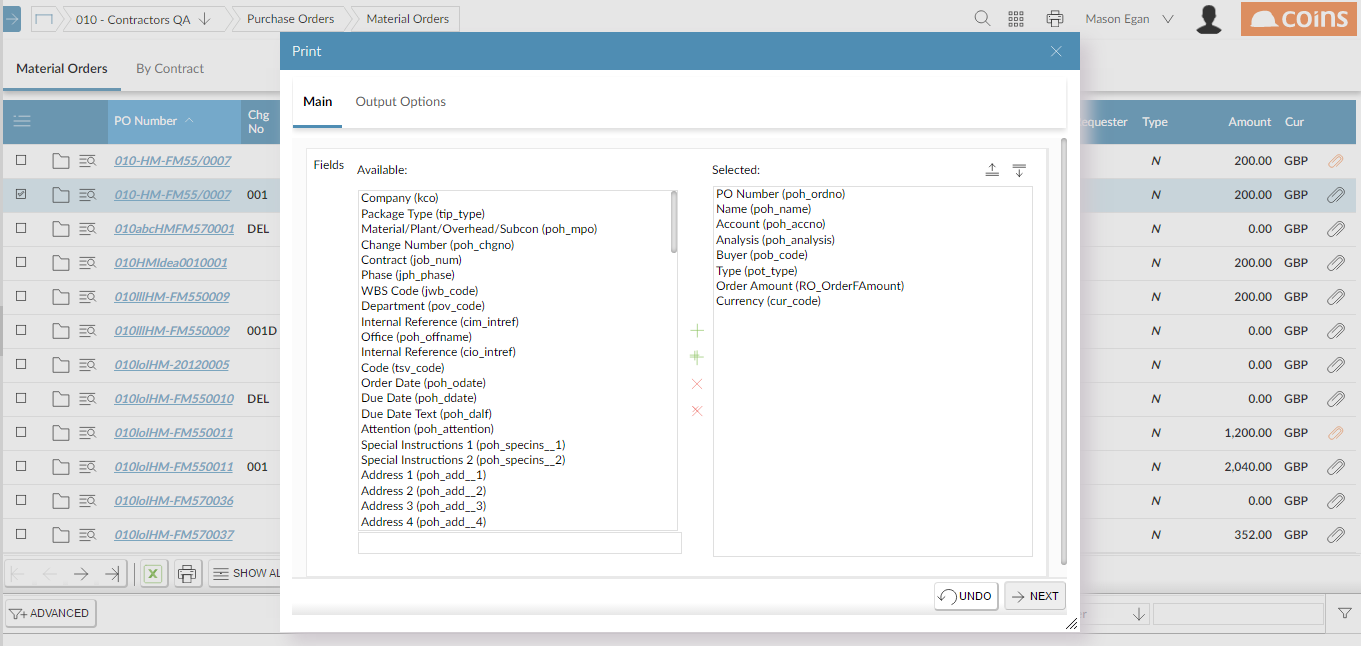 010 - Contractors QA
Purchase Orders
Material Orders
Mason Egan
coins
Material Orders
By Contract
Print
Main
Output Options
PO Number
Chg
No
Type
Amount
Cur
Fields
Available:
Selected:
Company (kco)
Package Type (tip_type)
Material/Plant/Overhead/Subcon (poh_mpo)
Change Number (poh_chgno)
Contract (job_num)
Phase (jph_phase)
WBS Code (jwb_code)
Department (pov_code)
Internal Reference (cim_intref)
Office (poh_offname)
Internal Reference (cio_intref)
Code (tsv_code)
Order Date (poh_odate)
Due Date (poh_ddate)
Due Date Text (poh_dalf)
Attention (poh_attention)
Special Instructions 1 (poh_specins__1)
Special Instructions 2 (poh_specins__2)
Address 1 (poh_add__1)
Address 2 (poh_add__2)
Address 3 (poh_add__3)
Address 4 (poh_add__4)
PO Number (poh_ordno)
Name (poh_name)
Account (poh_accno)
Analysis (poh_analysis)
Buyer (pob_code)
Type (pot_type)
Order Amount (RO_OrderFAmount)
Currency (cur_code)
010-HM-FM55/0007 N 200.00 GBP
010-HM-FM55/0007 001 N 200.00 GBP
010abcHMFM570001 DEL N 0.00 GBP
010HMIdea0010001 N 200.00 GBP
010lllHM-FM550009 N 200.00 GBP
010lllHM-FM550009 001D N 0.00 GBP
010lolHM-20120005 N 0.00 GBP
010lolHM-FM550010 DEL N 0.00 GBP
010lolHM-FM550011 N 1,200.00 GBP
010lolHM-FM550011 001 N 2,040.00 GBP
010lolHM-FM570036 N 0.00 GBP
010lolHM-FM570037 N 352.00 GBP
SHOW
UNDO
NEXT
ADVANCED